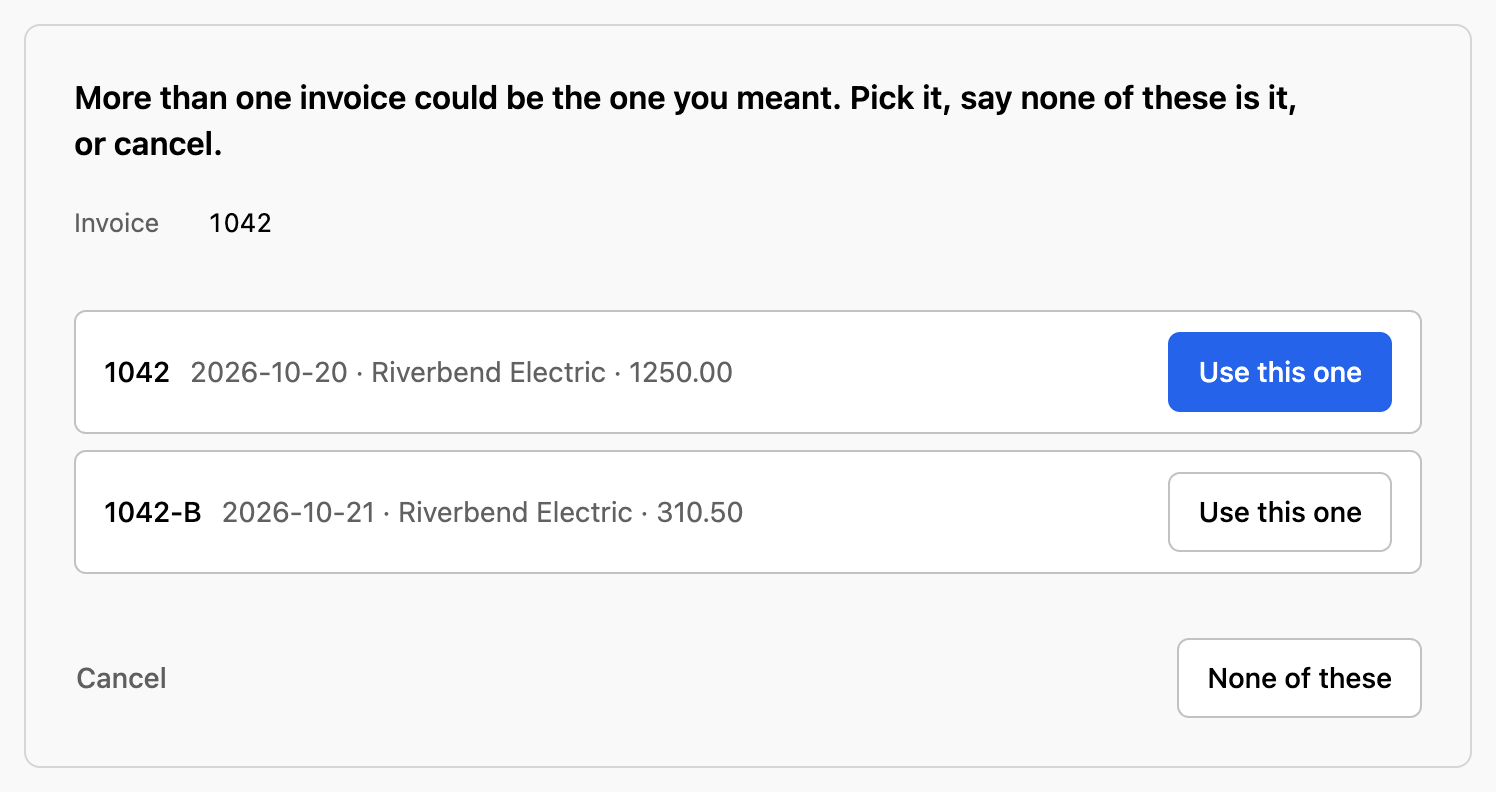 More than one invoice could be the one you meant. Pick it, say none of these is it,
or cancel.
Invoice 1042
1042 2026-10-20 · Riverbend Electric · 1250.00 Use this one
1042-B 2026-10-21 · Riverbend Electric · 310.50 Use this one
Cancel None of these